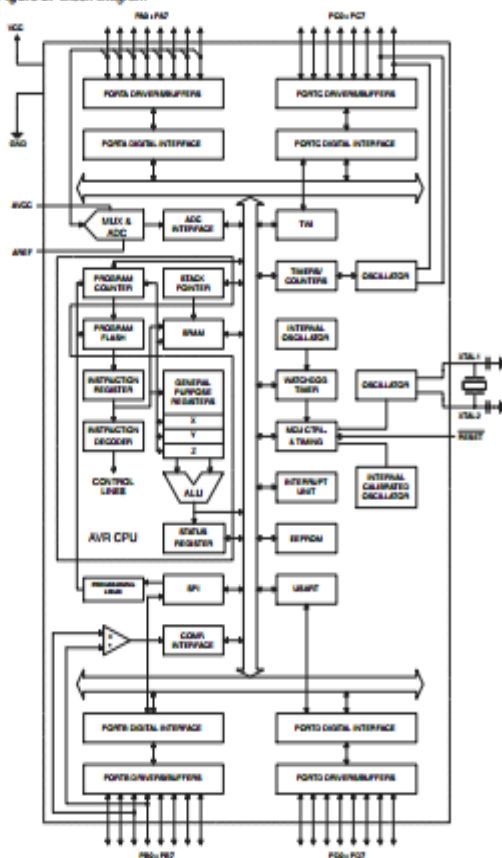 PA0 - PA7
PC0 - PC7
VCC
PORTA DRIVERS/BUFFERS
PORTC DRIVERS/BUFFERS
GND
PORTA DIGITAL INTERFACE
PORTC DIGITAL INTERFACE
AVCC
MUX &
ADC
ADC
INTERFACE
TWI
AREF
PROGRAM
COUNTER
STACK
POINTER
TIMERS/
COUNTERS
OSCILLATOR
PROGRAM
FLASH
SRAM
INTERNAL
OSCILLATOR
XTAL1
INSTRUCTION
REGISTER
GENERAL
PURPOSE
REGISTERS
WATCHDOG
TIMER
OSCILLATOR
XTAL2
X
Y
Z
INSTRUCTION
DECODER
MCU CTRL.
& TIMING
RESET
CONTROL
LINES
ALU
INTERRUPT
UNIT
INTERNAL
CALIBRATED
OSCILLATOR
AVR CPU
STATUS
REGISTER
EEPROM
PROGRAMMING
LOGIC
SPI
USART
+
-
COMP.
INTERFACE
PORTB DIGITAL INTERFACE
PORTD DIGITAL INTERFACE
PORTB DRIVERS/BUFFERS
PORTD DRIVERS/BUFFERS
PB0 - PB7
PD0 - PD7